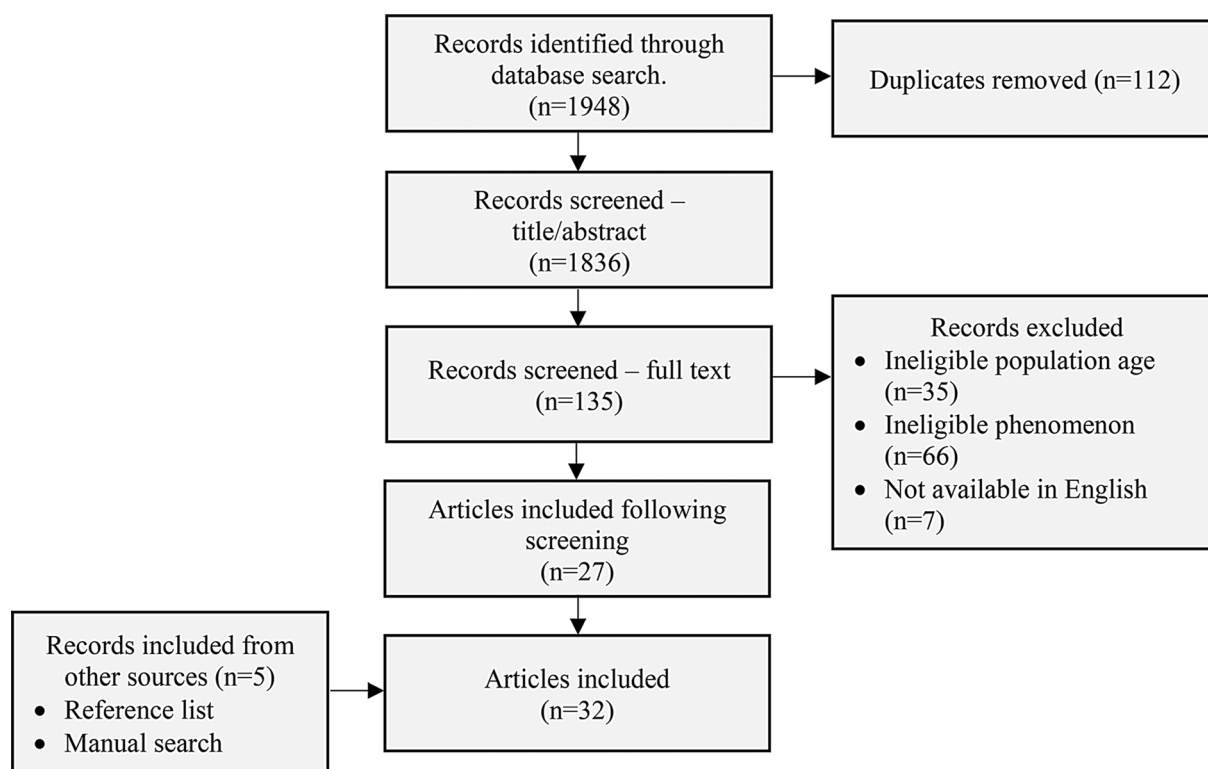 Records identified through
database search.
(n=1948)
Duplicates removed (n=112)
Records screened –
title/abstract
(n=1836)
Records screened – full text
(n=135)
Records excluded
• Ineligible population age
(n=35)
• Ineligible phenomenon
(n=66)
• Not available in English
(n=7)
Articles included following
screening
(n=27)
Records included from
other sources (n=5)
• Reference list
• Manual search
Articles included
(n=32)